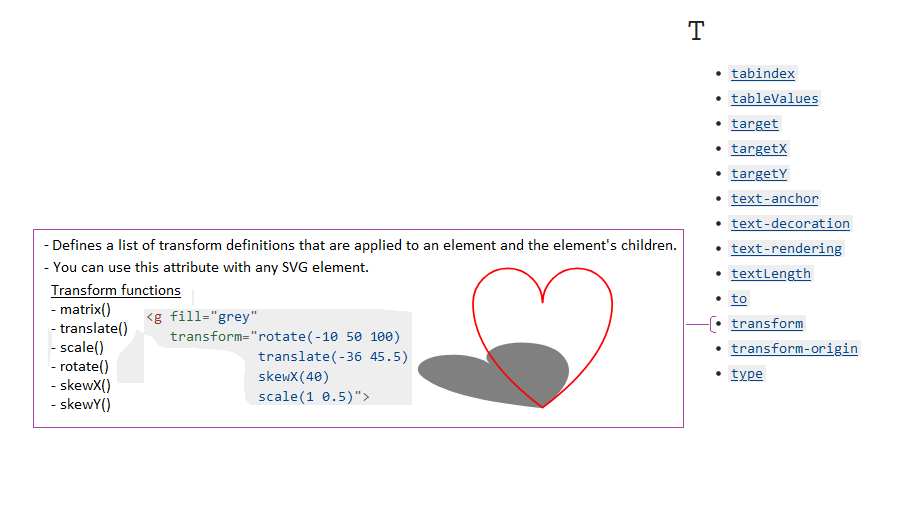 T
tabindex
tableValues
target
targetX
targetY
text-anchor
text-decoration
text-rendering
textLength
to
transform
transform-origin
type
- Defines a list of transform definitions that are applied to an element and the element's children.
- You can use this attribute with any SVG element.
Transform functions
- matrix()
- translate()
- scale()
- rotate()
- skewX()
- skewY()
<g fill="grey"
transform="rotate(-10 50 100)
translate(-36 45.5)
skewX(40)
scale(1 0.5)">